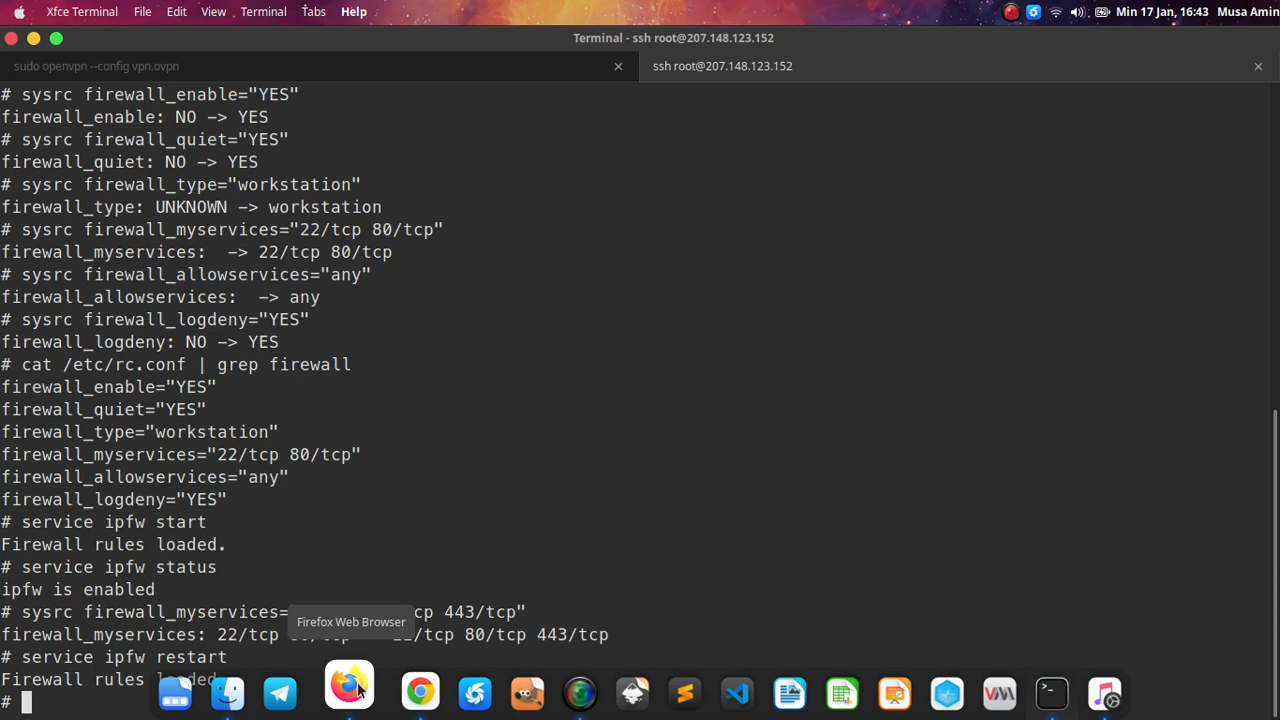 Xfce Terminal File Edit View Terminal Tabs Help Min 17 Jan, 16:43 Musa Amin
Terminal - ssh root@207.148.123.152
sudo openvpn --config vpn.ovpn
ssh root@207.148.123.152
# sysrc firewall_enable="YES"
firewall_enable: NO -> YES
# sysrc firewall_quiet="YES"
firewall_quiet: NO -> YES
# sysrc firewall_type="workstation"
firewall_type: UNKNOWN -> workstation
# sysrc firewall_myservices="22/tcp 80/tcp"
firewall_myservices:  -> 22/tcp 80/tcp
# sysrc firewall_allowservices="any"
firewall_allowservices:  -> any
# sysrc firewall_logdeny="YES"
firewall_logdeny: NO -> YES
# cat /etc/rc.conf | grep firewall
firewall_enable="YES"
firewall_quiet="YES"
firewall_type="workstation"
firewall_myservices="22/tcp 80/tcp"
firewall_allowservices="any"
firewall_logdeny="YES"
# service ipfw start
Firewall rules loaded.
# service ipfw status
ipfw is enabled
# sysrc firewall_myservices= cp 443/tcp"
Firefox Web Browser
firewall_myservices: 22/tcp /tcp 80/tcp 443/tcp
# service ipfw restart
Firewall rules loaded
#